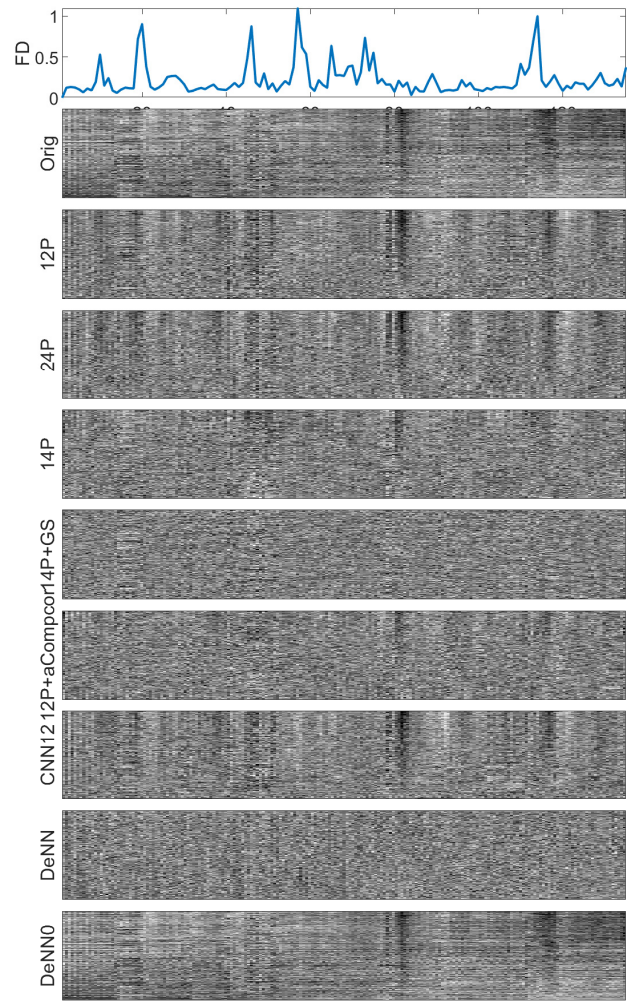 1
0.5
0
FD
Orig
12P
24P
14P
14P+GS
12P+aCompcor
CNN12
DeNN
DeNN0